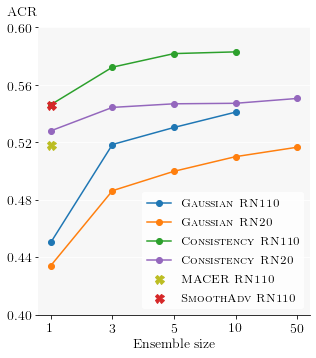 ACR
0.60
0.56
0.52
0.48
0.44
0.40
Gaussian RN110
Gaussian RN20
Consistency RN110
Consistency RN20
MACER RN110
SmoothAdv RN110
1 3 5 10 50
Ensemble size